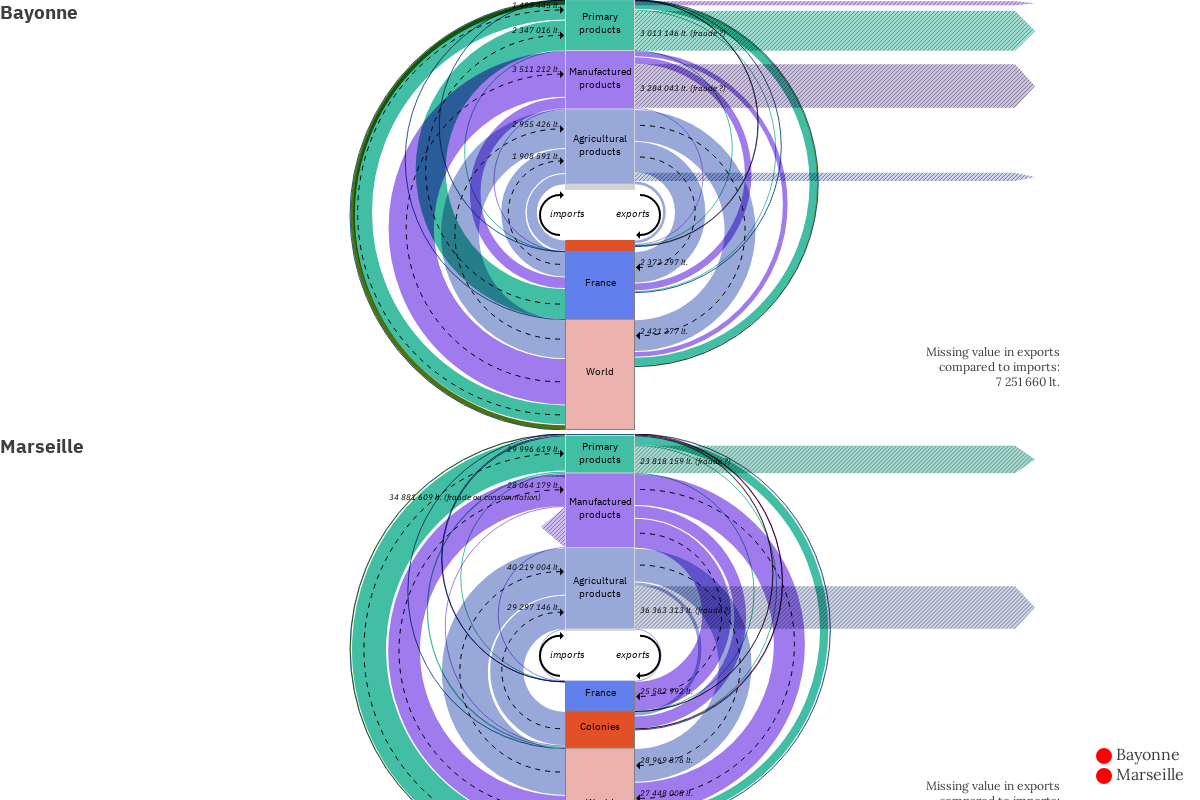 Bayonne
1 495 445 lt.
Primary
products
2 347 016 lt.
3 013 146 lt. (fraude ?)
3 511 212 lt.
Manufactured
products
3 284 043 lt. (fraude ?)
2 955 426 lt.
Agricultural
products
1 908 591 lt.
imports
exports
2 372 297 lt.
France
2 421 377 lt.
World
Missing value in exports
compared to imports:
7 251 660 lt.
Marseille
29 996 619 lt.
Primary
products
23 818 159 lt. (fraude ?)
28 064 179 lt.
34 881 609 lt. (fraude ou consommation)
Manufactured
products
40 219 004 lt.
Agricultural
products
29 297 146 lt.
36 363 313 lt. (fraude ?)
imports
exports
France
25 582 992 lt.
Colonies
28 969 876 lt.
27 448 008 lt.
World
Missing value in exports
compared to imports:
Bayonne
Marseille